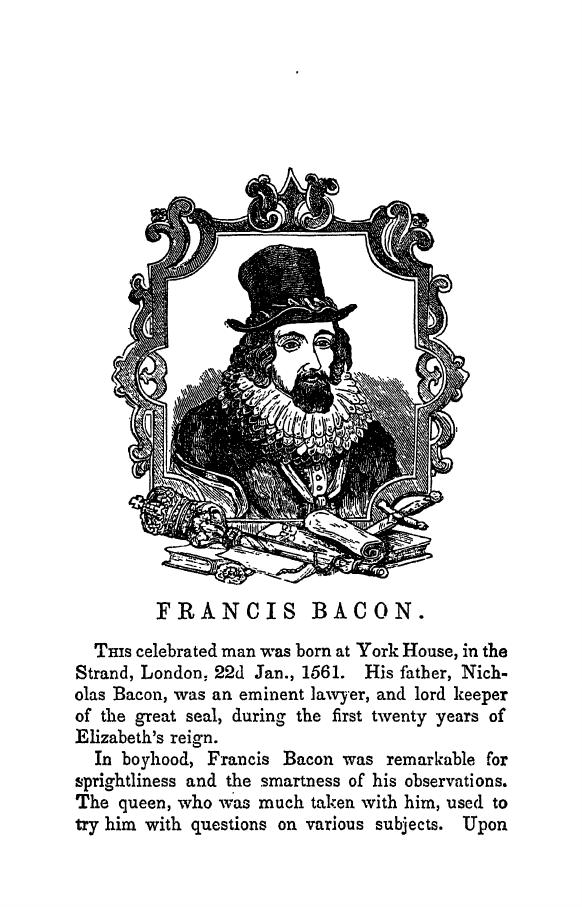 FRANCIS BACON.
THIS celebrated man was born at York House, in the
Strand, London, 22d Jan., 1561. His father, Nich-
olas Bacon, was an eminent lawyer, and lord keeper
of the great seal, during the first twenty years of
Elizabeth's reign.
In boyhood, Francis Bacon was remarkable for
sprightliness and the smartness of his observations.
The queen, who was much taken with him, used to
try him with questions on various subjects. Upon